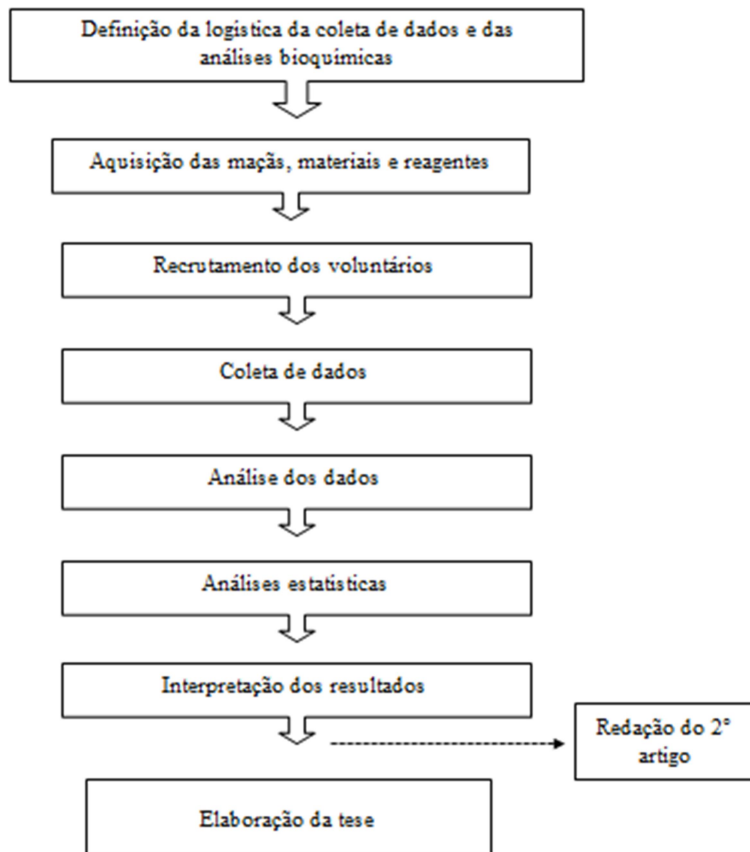 Definição da logística da coleta de dados e das
análises bioquímicas
Aquisição das maçãs, materiais e reagentes
Recrutamento dos voluntários
Coleta de dados
Análise dos dados
Análises estatisticas
Interpretação dos resultados
Redação do 2°
artigo
Elaboração da tese